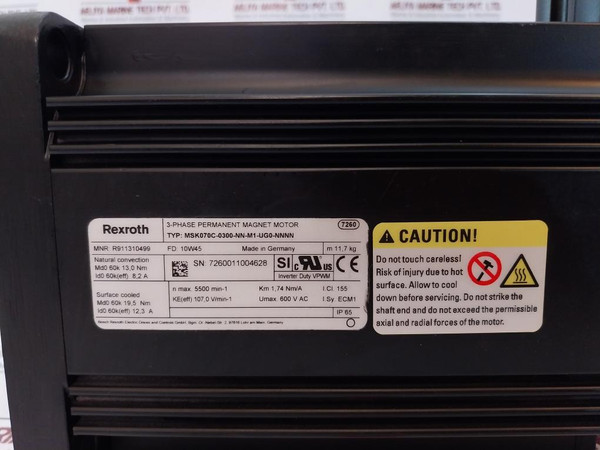 Rexroth
3-PHASE PERMANENT MAGNET MOTOR
7260
TYP: MSK070C-0300-NN-M1-UG0-NNNN
MNR: R911310499 FD: 10W45 Made in Germany m 11,7 kg
Natural convection
Md0 60k 13,0 Nm
Id0 60k(eff) 8,2 A
SN: 7260011004628
SI c RU US CE
Inverter Duty VPWM
Surface cooled
Md0 60k 19,5 Nm
Id0 60k(eff) 12,3 A
n max. 5500 min-1 Km 1,74 Nm/A I.Cl. 155
KE(eff) 107,0 V/min-1 Umax 600 V AC I.Sy. ECM1
IP 65
CAUTION!
Do not touch careless!
Risk of injury due to hot
surface. Allow to cool
down before servicing. Do not strike the
shaft end and do not exceed the permissible
axial and radial forces of the motor.